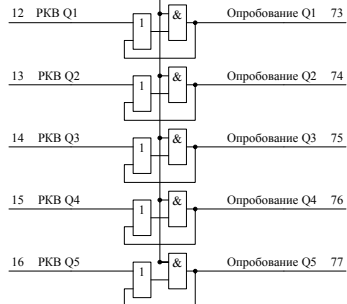 12 РКВ Q1 1 & Опробование Q1 73
13 РКВ Q2 1 & Опробование Q2 74
14 РКВ Q3 1 & Опробование Q3 75
15 РКВ Q4 1 & Опробование Q4 76
16 РКВ Q5 1 & Опробование Q5 77